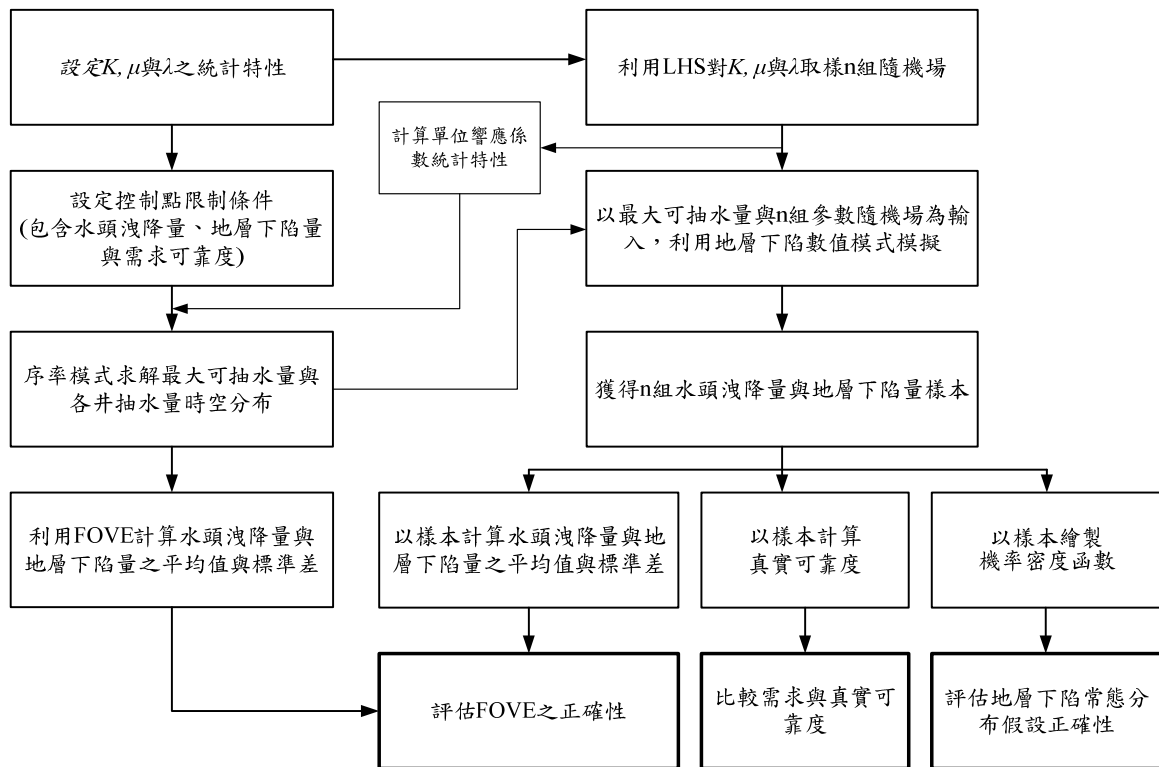 設定K, μ與λ之統計特性
利用LHS對K, μ與λ取樣n組隨機場
計算單位響應係
數統計特性
設定控制點限制條件
(包含水頭洩降量、地層下陷量
與需求可靠度)
以最大可抽水量與n組參數隨機場為輸
入，利用地層下陷數值模式模擬
序率模式求解最大可抽水量與
各井抽水量時空分布
獲得n組水頭洩降量與地層下陷量樣本
利用FOVE計算水頭洩降量與
地層下陷量之平均值與標準差
以樣本計算水頭洩降量與地
層下陷量之平均值與標準差
以樣本計算
真實可靠度
以樣本繪製
機率密度函數
評估FOVE之正確性
比較需求與真實可
靠度
評估地層下陷常態分
布假設正確性